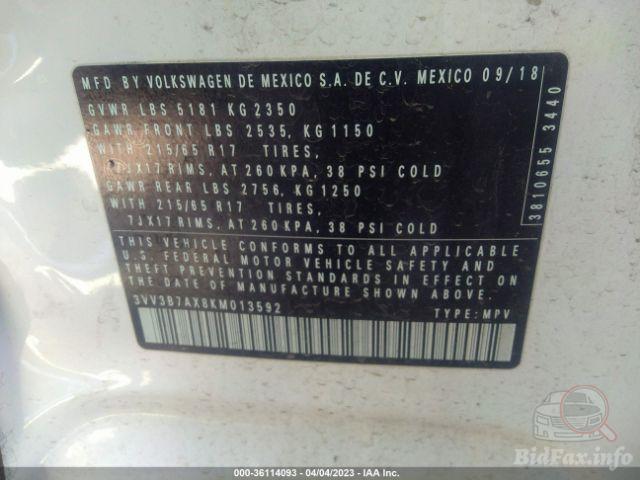 MFD BY VOLKSWAGEN DE MEXICO S.A. DE C.V. MEXICO 09/18
GVWR LBS 5181 KG 2350
GAWR FRONT LBS 2535, KG 1150
WITH 215/65 R17 TIRES,
7JX17 RIMS, AT 260 KPA, 38 PSI COLD
GAWR REAR LBS 2756, KG 1250
WITH 215/65 R17 TIRES,
7JX17 RIMS, AT 260 KPA, 38 PSI COLD
THIS VEHICLE CONFORMS TO ALL APPLICABLE
U.S. FEDERAL MOTOR VEHICLE SAFETY AND
THEFT PREVENTION STANDARDS IN EFFECT ON
THE DATE OF MANUFACTURE SHOWN ABOVE.
3VV3B7AX8KM013592 TYPE: MPV
3810655 3440
000-36114093 - 04/04/2023 - IAA Inc.
BidFax.info